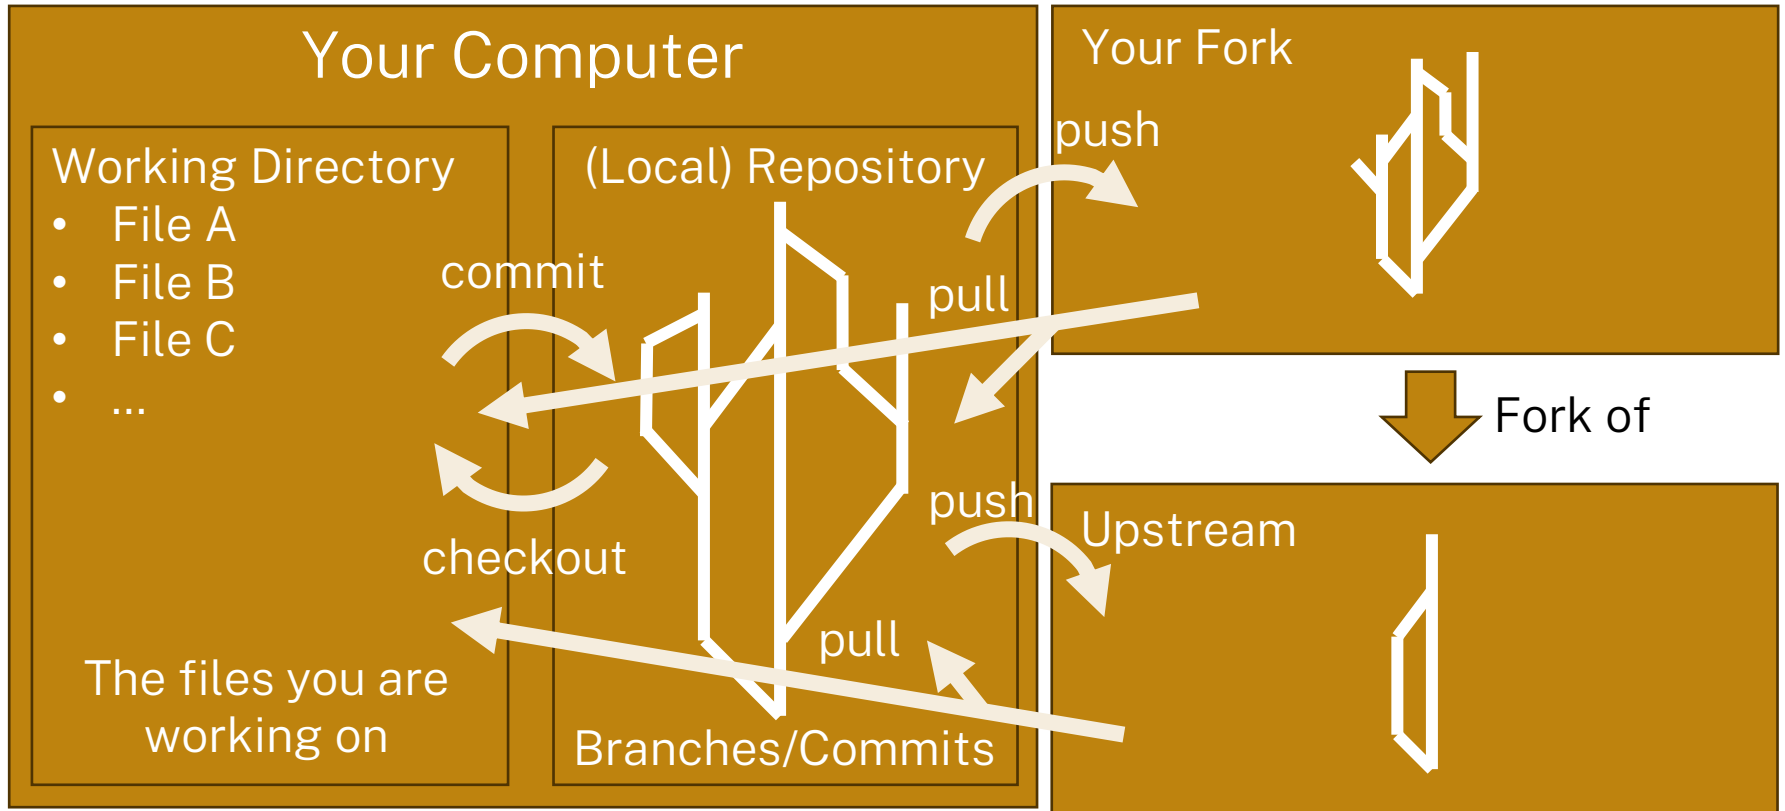 Your Computer
Working Directory
• File A
• File B
• File C
• ...
The files you are
working on
commit
checkout
(Local) Repository
Branches/Commits
push
pull
push
pull
Your Fork
Fork of
Upstream